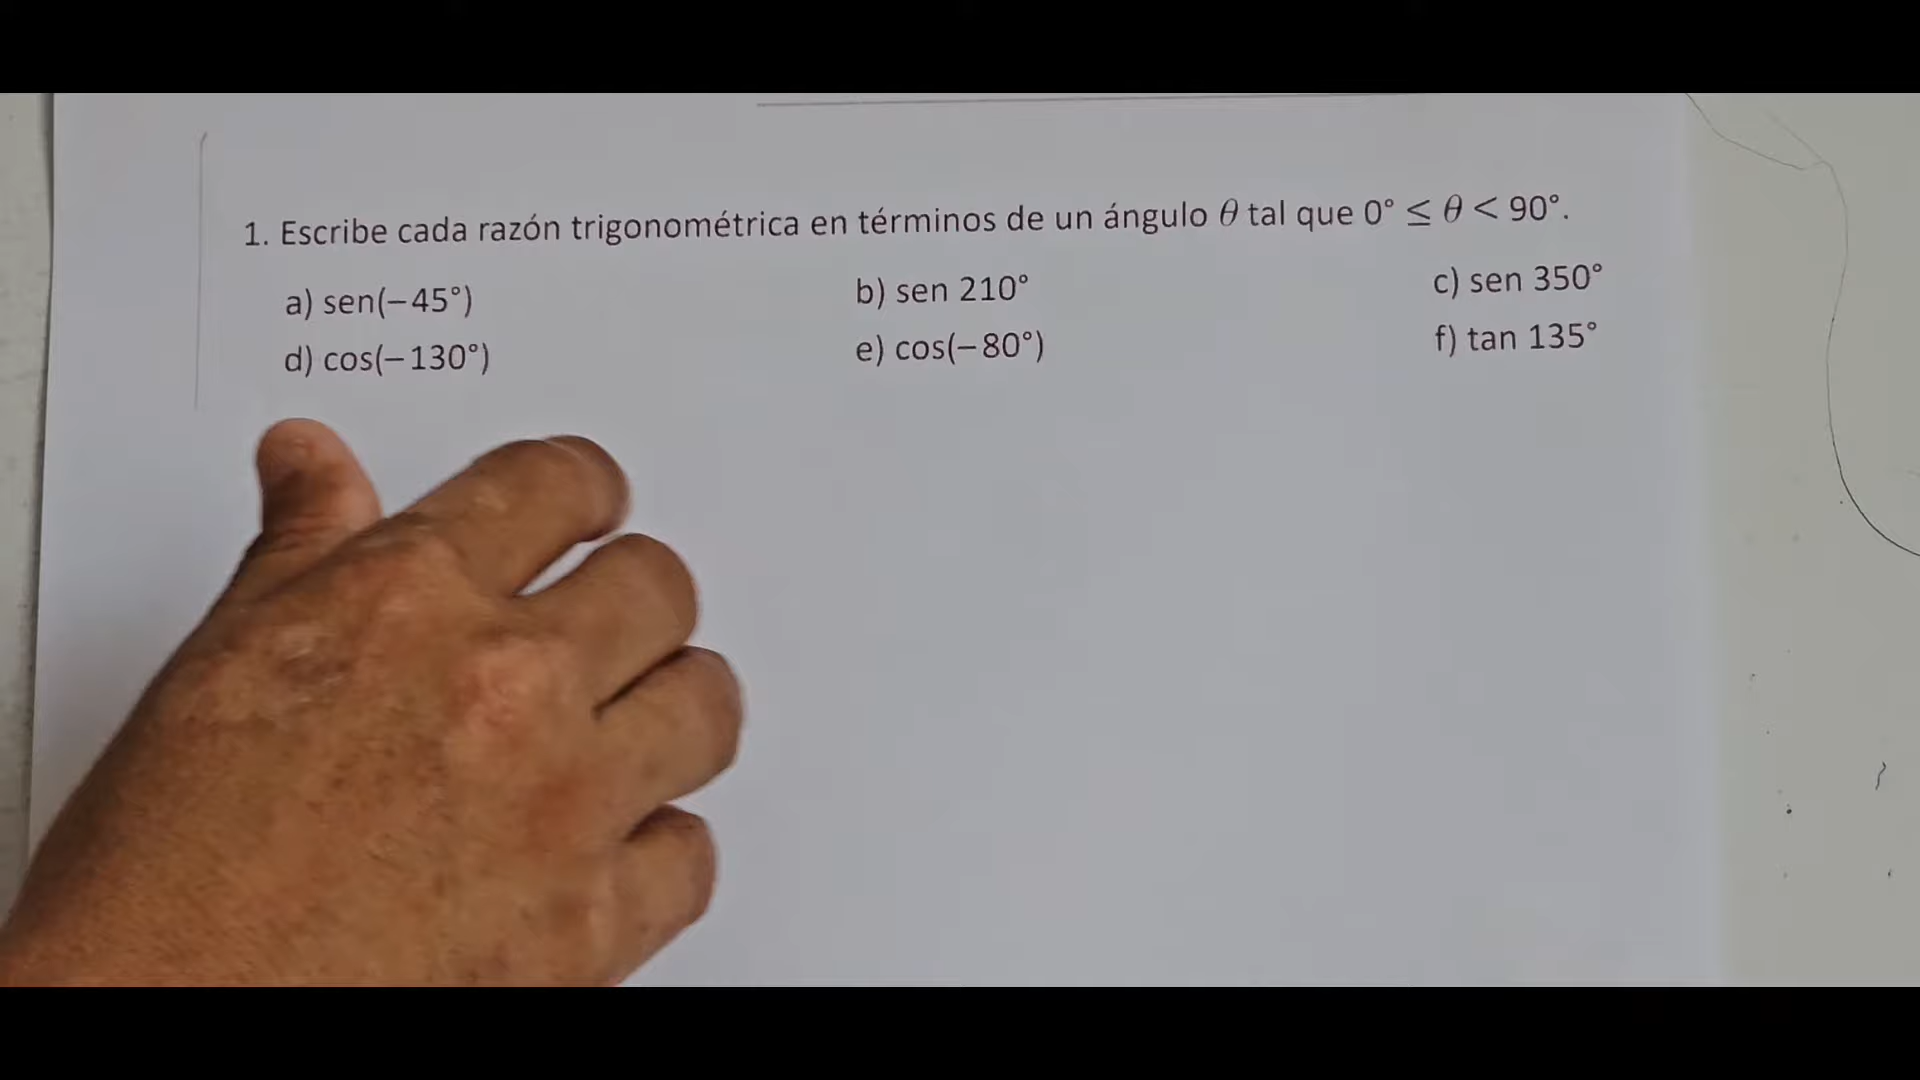 1. Escribe cada razón trigonométrica en términos de un ángulo θ tal que 0° ≤ θ < 90°.
a) sen(−45°) b) sen 210° c) sen 350°
d) cos(−130°) e) cos(−80°) f) tan 135°